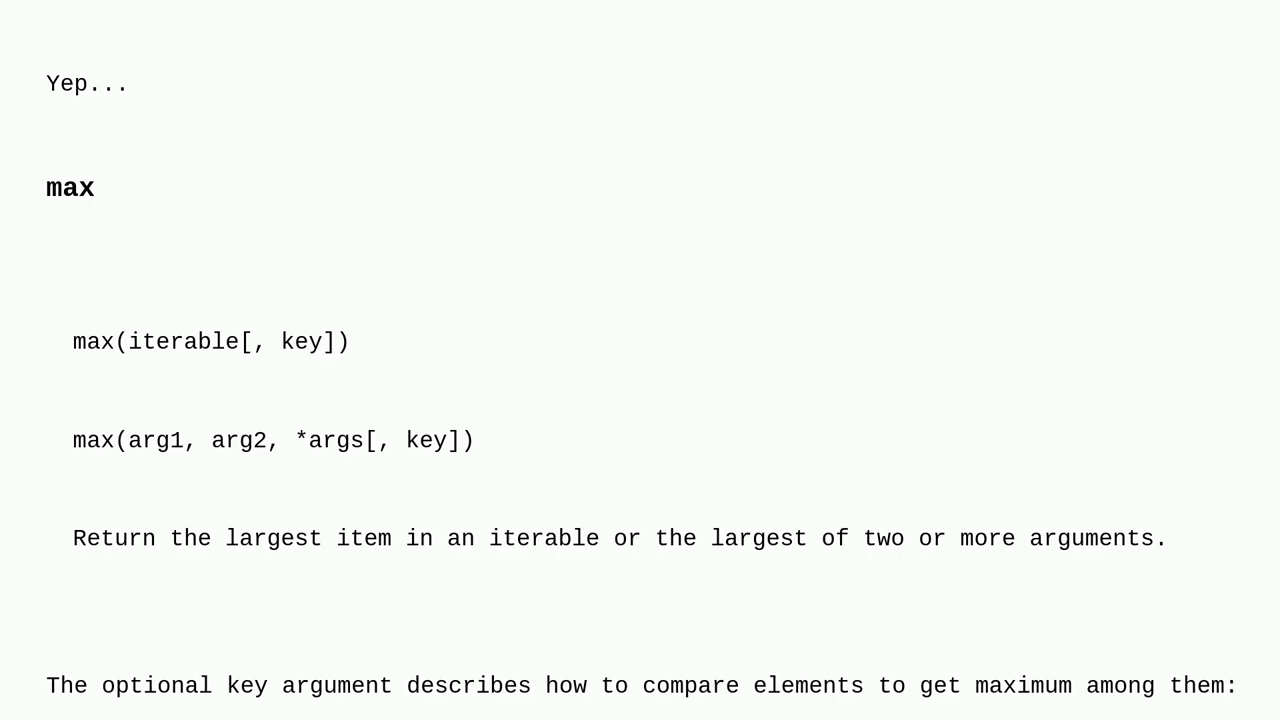 Yep...
max
max(iterable[, key])
max(arg1, arg2, *args[, key])
Return the largest item in an iterable or the largest of two or more arguments.
The optional key argument describes how to compare elements to get maximum among them: